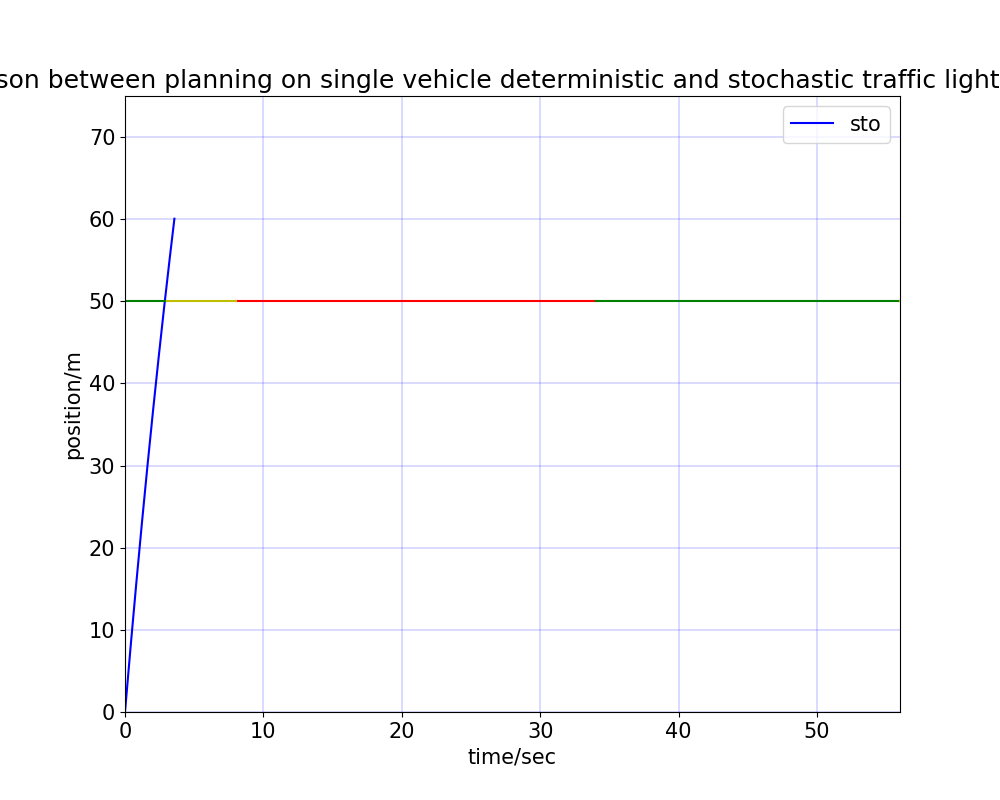 son between planning on single vehicle deterministic and stochastic traffic light
sto
70
60
50
40
30
20
10
0
position/m
0 10 20 30 40 50
time/sec